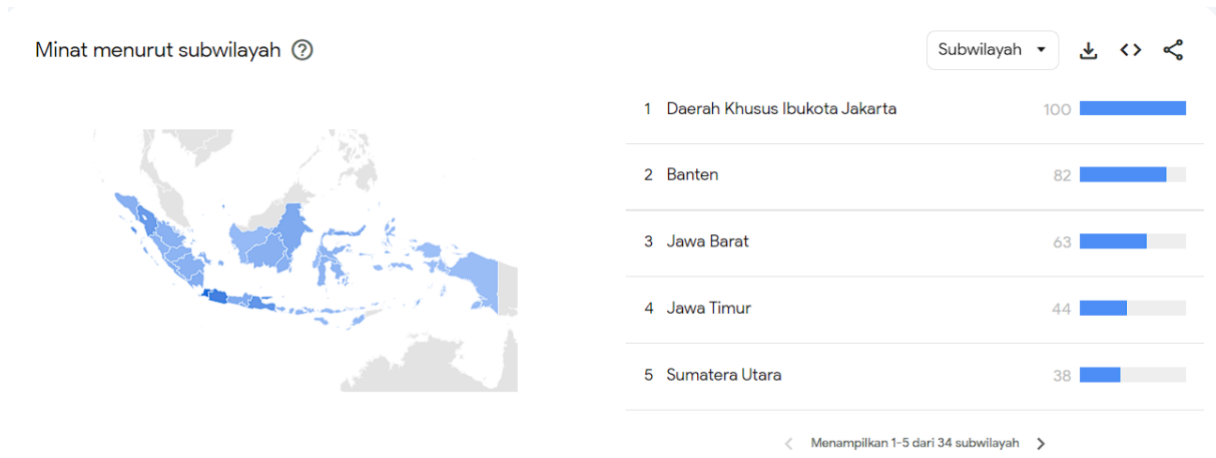 Minat menurut subwilayah
Subwilayah
1 Daerah Khusus Ibukota Jakarta 100
2 Banten 82
3 Jawa Barat 63
4 Jawa Timur 44
5 Sumatera Utara 38
Menampilkan 1-5 dari 34 subwilayah